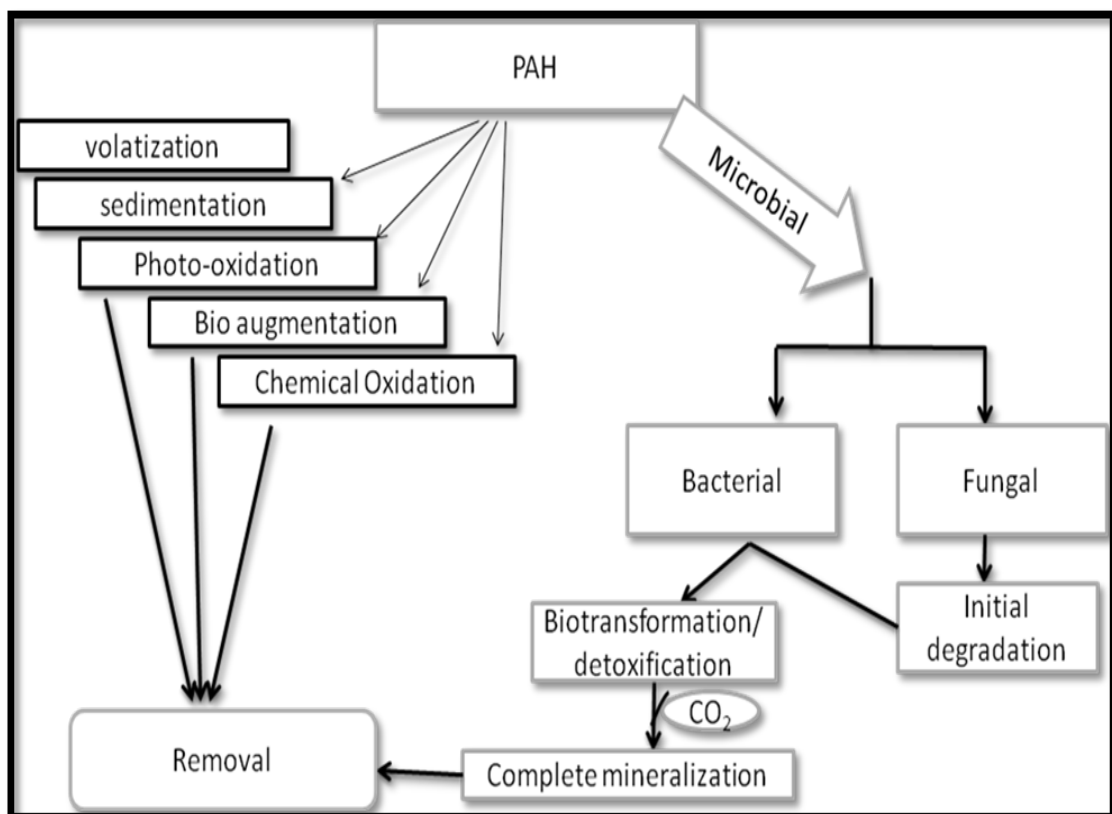 PAH
volatization
sedimentation
Photo-oxidation
Bio augmentation
Chemical Oxidation
Microbial
Bacterial
Fungal
Biotransformation/
detoxification
Initial
degradation
CO₂
Removal
Complete mineralization